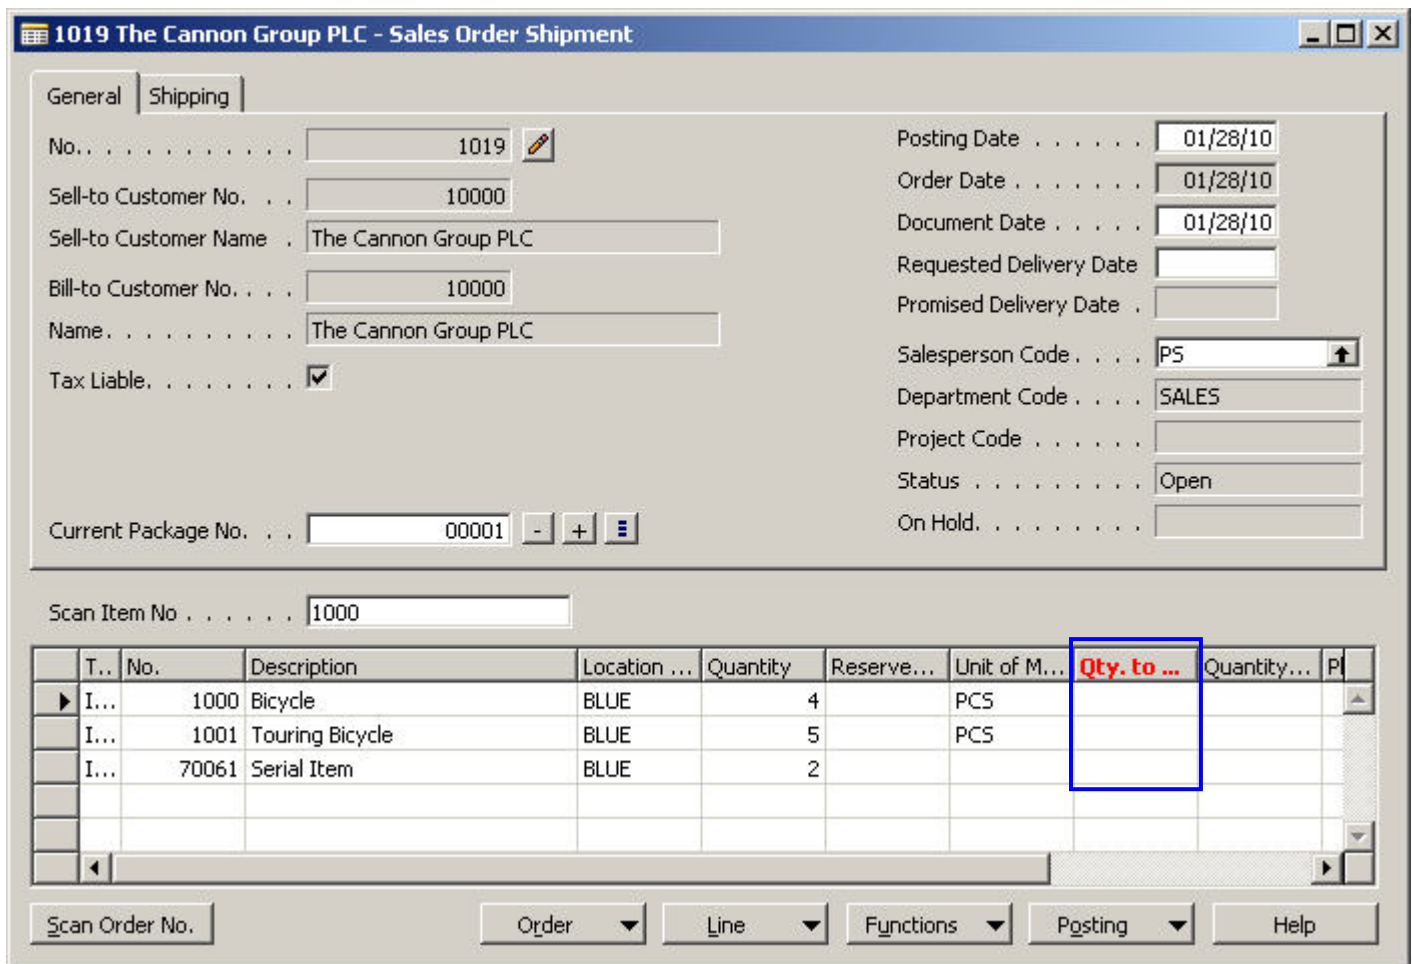 1019 The Cannon Group PLC - Sales Order Shipment
General Shipping
No. . . . . . . . . . . . 1019
Sell-to Customer No. . . 10000
Sell-to Customer Name . The Cannon Group PLC
Bill-to Customer No. . . . 10000
Name. . . . . . . . . . The Cannon Group PLC
Tax Liable. . . . . . . .
Current Package No. . . 00001 - +
Posting Date . . . . . . 01/28/10
Order Date . . . . . . . 01/28/10
Document Date . . . . . 01/28/10
Requested Delivery Date
Promised Delivery Date .
Salesperson Code . . . . PS
Department Code . . . . SALES
Project Code . . . . . .
Status . . . . . . . . . Open
On Hold. . . . . . . . .
Scan Item No . . . . . . 1000
T.. No. Description Location ... Quantity Reserve... Unit of M... Qty. to ... Quantity... Pl
I... 1000 Bicycle BLUE 4 PCS
I... 1001 Touring Bicycle BLUE 5 PCS
I... 70061 Serial Item BLUE 2
Scan Order No. Order Line Functions Posting Help